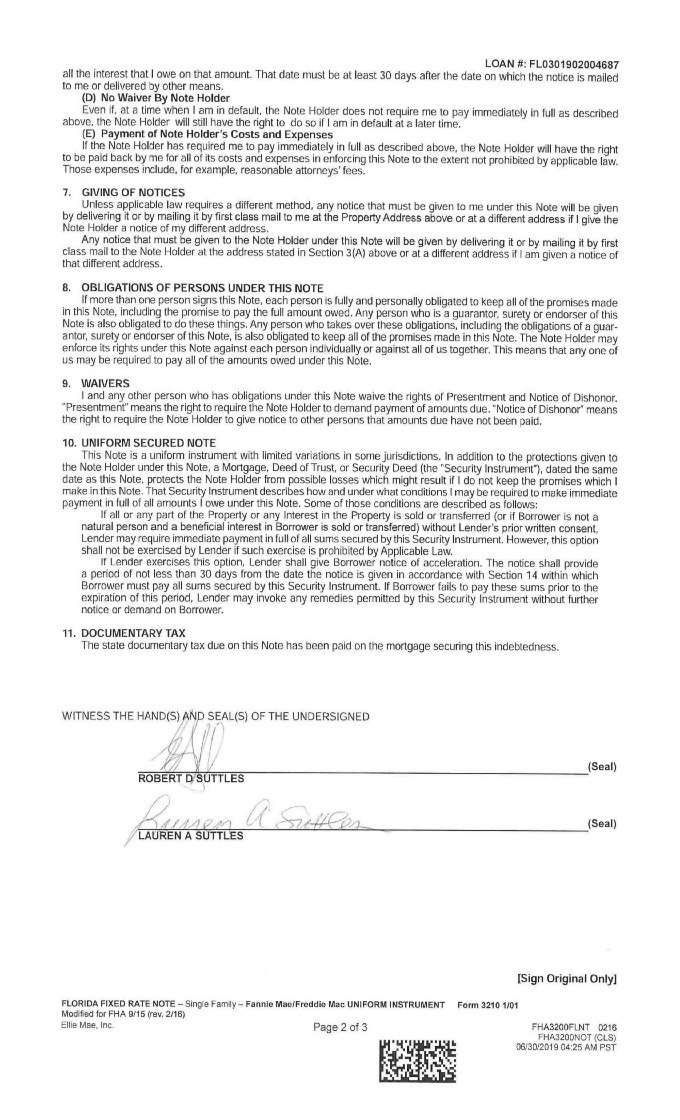 LOAN #: FL0301902004687
all the interest that I owe on that amount. That date must be at least 30 days after the date on which the notice is mailed
to me or delivered by other means.
(D) No Waiver By Note Holder
Even if, at a time when I am in default, the Note Holder does not require me to pay immediately in full as described
above, the Note Holder will still have the right to do so if I am in default at a later time.
(E) Payment of Note Holder's Costs and Expenses
If the Note Holder has required me to pay immediately in full as described above, the Note Holder will have the right
to be paid back by me for all of its costs and expenses in enforcing this Note to the extent not prohibited by applicable law.
Those expenses include, for example, reasonable attorneys' fees.
7. GIVING OF NOTICES
Unless applicable law requires a different method, any notice that must be given to me under this Note will be given
by delivering it or by mailing it by first class mail to me at the Property Address above or at a different address if I give the
Note Holder a notice of my different address.
Any notice that must be given to the Note Holder under this Note will be given by delivering it or by mailing it by first
class mail to the Note Holder at the address stated in Section 3(A) above or at a different address if I am given a notice of
that different address.
8. OBLIGATIONS OF PERSONS UNDER THIS NOTE
If more than one person signs this Note, each person is fully and personally obligated to keep all of the promises made
in this Note, including the promise to pay the full amount owed. Any person who is a guarantor, surety or endorser of this
Note is also obligated to do these things. Any person who takes over these obligations, including the obligations of a guar-
antor, surety or endorser of this Note, is also obligated to keep all of the promises made in this Note. The Note Holder may
enforce its rights under this Note against each person individually or against all of us together. This means that any one of
us may be required to pay all of the amounts owed under this Note.
9. WAIVERS
I and any other person who has obligations under this Note waive the rights of Presentment and Notice of Dishonor.
"Presentment" means the right to require the Note Holder to demand payment of amounts due. "Notice of Dishonor" means
the right to require the Note Holder to give notice to other persons that amounts due have not been paid.
10. UNIFORM SECURED NOTE
This Note is a uniform instrument with limited variations in some jurisdictions. In addition to the protections given to
the Note Holder under this Note, a Mortgage, Deed of Trust, or Security Deed (the "Security Instrument"), dated the same
date as this Note, protects the Note Holder from possible losses which might result if I do not keep the promises which I
make in this Note. That Security Instrument describes how and under what conditions I may be required to make immediate
payment in full of all amounts I owe under this Note. Some of those conditions are described as follows:
If all or any part of the Property or any Interest in the Property is sold or transferred (or if Borrower is not a
natural person and a beneficial interest in Borrower is sold or transferred) without Lender's prior written consent,
Lender may require immediate payment in full of all sums secured by this Security Instrument. However, this option
shall not be exercised by Lender if such exercise is prohibited by Applicable Law.
If Lender exercises this option, Lender shall give Borrower notice of acceleration. The notice shall provide
a period of not less than 30 days from the date the notice is given in accordance with Section 14 within which
Borrower must pay all sums secured by this Security Instrument. If Borrower fails to pay these sums prior to the
expiration of this period, Lender may invoke any remedies permitted by this Security Instrument without further
notice or demand on Borrower.
11. DOCUMENTARY TAX
The state documentary tax due on this Note has been paid on the mortgage securing this indebtedness.
WITNESS THE HAND(S) AND SEAL(S) OF THE UNDERSIGNED
(Seal)
ROBERT D SUTTLES
Lauren A Suttles
(Seal)
LAUREN A SUTTLES
[Sign Original Only]
FLORIDA FIXED RATE NOTE – Single Family – Fannie Mae/Freddie Mac UNIFORM INSTRUMENT Form 3210 1/01
Modified for FHA 9/15 (rev. 2/16)
Ellie Mae, Inc.
Page 2 of 3
FHA3200FLNT 0216
FHA3200NOT (CLS)
06/30/2019 04:25 AM PST